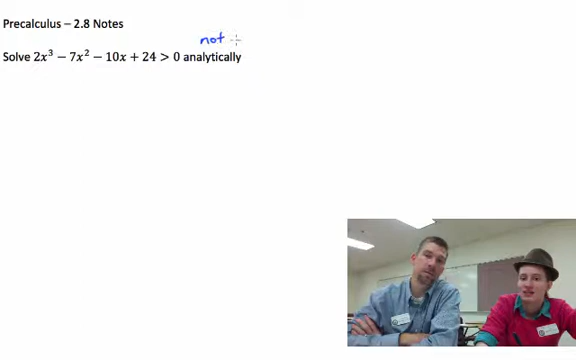 Precalculus – 2.8 Notes
not
Solve 2x³ − 7x² − 10x + 24 > 0 analytically